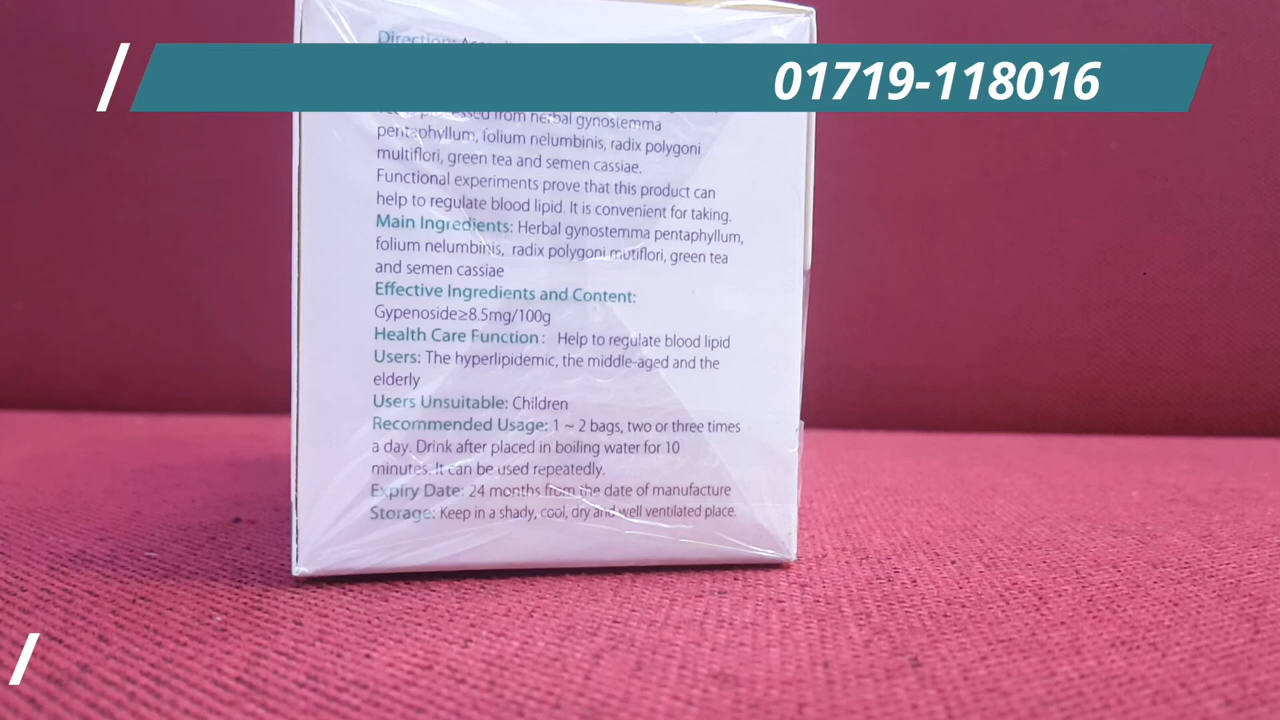 01719-118016
Direction:
processed from herbal gynostemma
pentaphyllum, folium nelumbinis, radix polygoni
multiflori, green tea and semen cassiae.
Functional experiments prove that this product can
help to regulate blood lipid. It is convenient for taking.
Main Ingredients: Herbal gynostemma pentaphyllum,
folium nelumbinis, radix polygoni mutiflori, green tea
and semen cassiae
Effective Ingredients and Content:
Gypenoside≥8.5mg/100g
Health Care Function: Help to regulate blood lipid
Users: The hyperlipidemic, the middle-aged and the
elderly
Users Unsuitable: Children
Recommended Usage: 1 ~ 2 bags, two or three times
a day. Drink after placed in boiling water for 10
minutes. It can be used repeatedly.
Expiry Date: 24 months from the date of manufacture
Storage: Keep in a shady, cool, dry and well ventilated place.